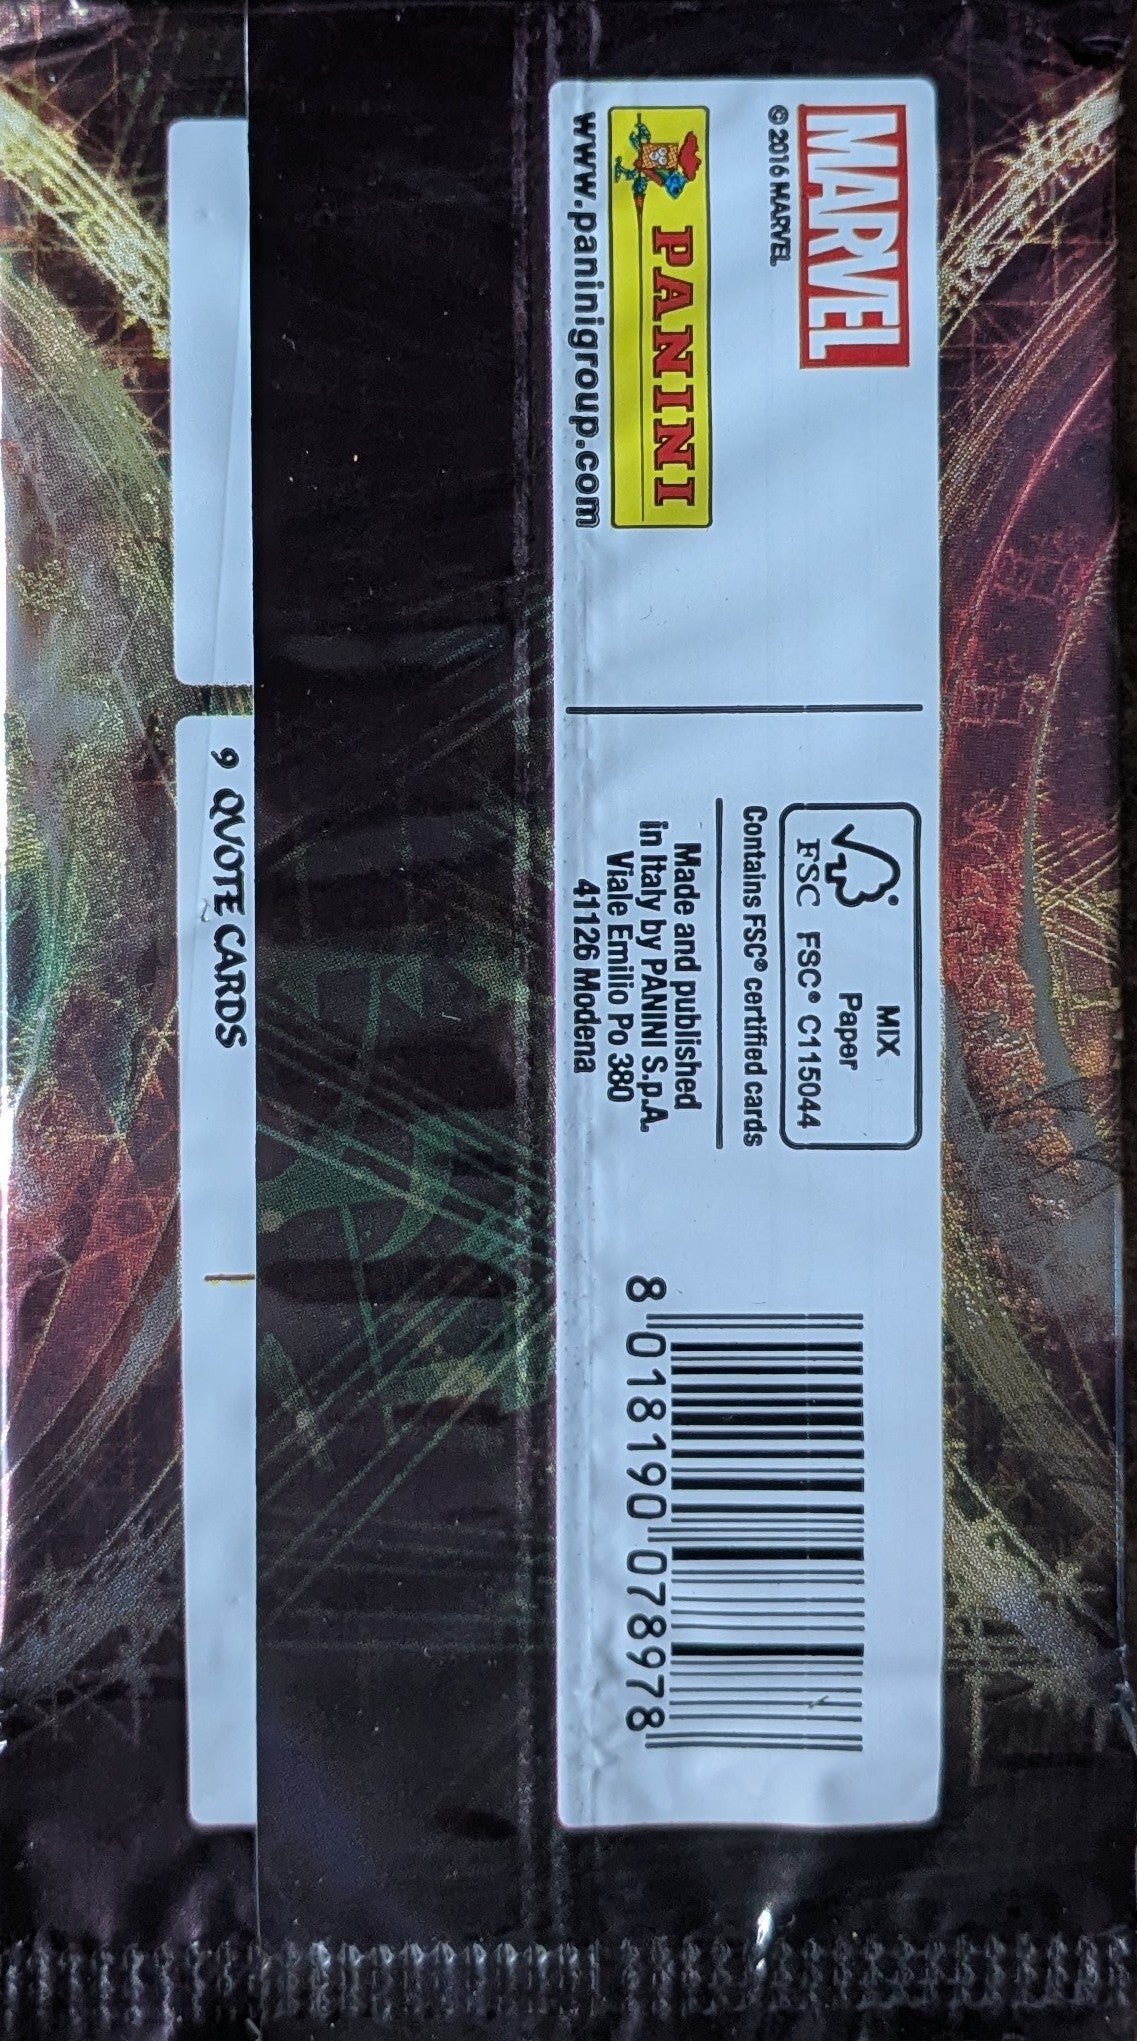 MARVEL
© 2016 MARVEL
PANINI
www.paninigroup.com
MIX
Paper
FSC FSC® C115044
Contains FSC® certified cards
Made and published
in Italy by PANINI S.p.A.
Viale Emilio Po 380
41126 Modena
8 018190 078978
9 QUOTE CARDS